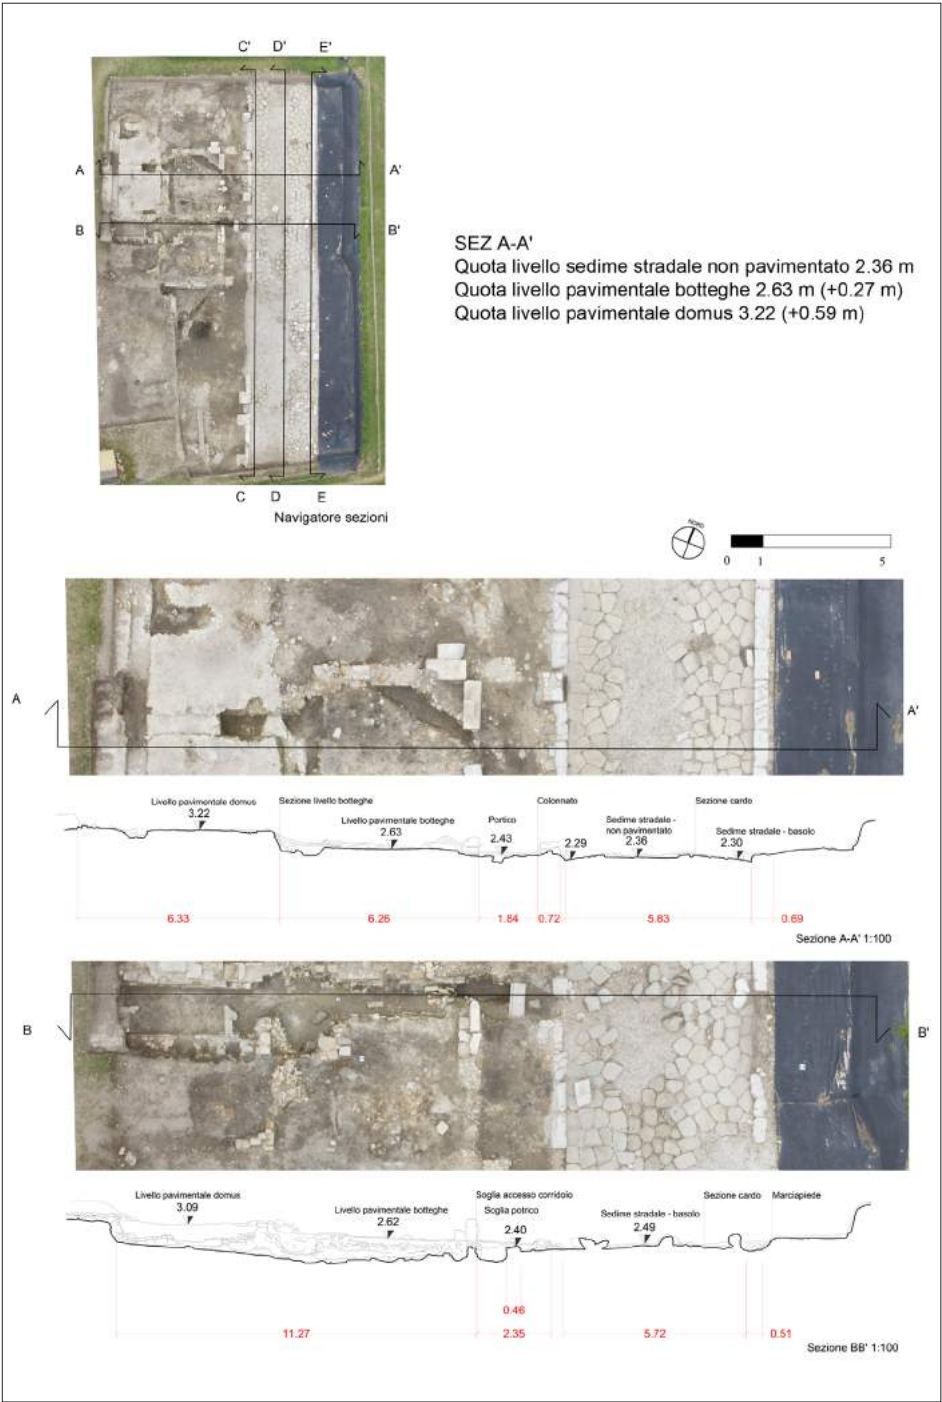 C' D' E'
A A'
B B'
C D E
Navigatore sezioni
SEZ A-A'
Quota livello sedime stradale non pavimentato 2.36 m
Quota livello pavimentale botteghe 2.63 m (+0.27 m)
Quota livello pavimentale domus 3.22 (+0.59 m)
NORD
0 1 5
A A'
Livello pavimentale domus
3.22
Sezione livello botteghe
Livello pavimentale botteghe
2.63
Portico
2.43
Colonnato
2.29
Sedime stradale -
non pavimentato
2.36
Sezione cardo
Sedime stradale - basolo
2.30
6.33 6.26 1.84 0.72 5.83 0.69
Sezione A-A' 1:100
B B'
Livello pavimentale domus
3.09
Livello pavimentale botteghe
2.62
Soglia accesso corridoio
Soglia potrico
2.40
Sedime stradale - basolo
2.49
Sezione cardo
Marciapiede
0.46
11.27 2.35 5.72 0.51
Sezione BB' 1:100